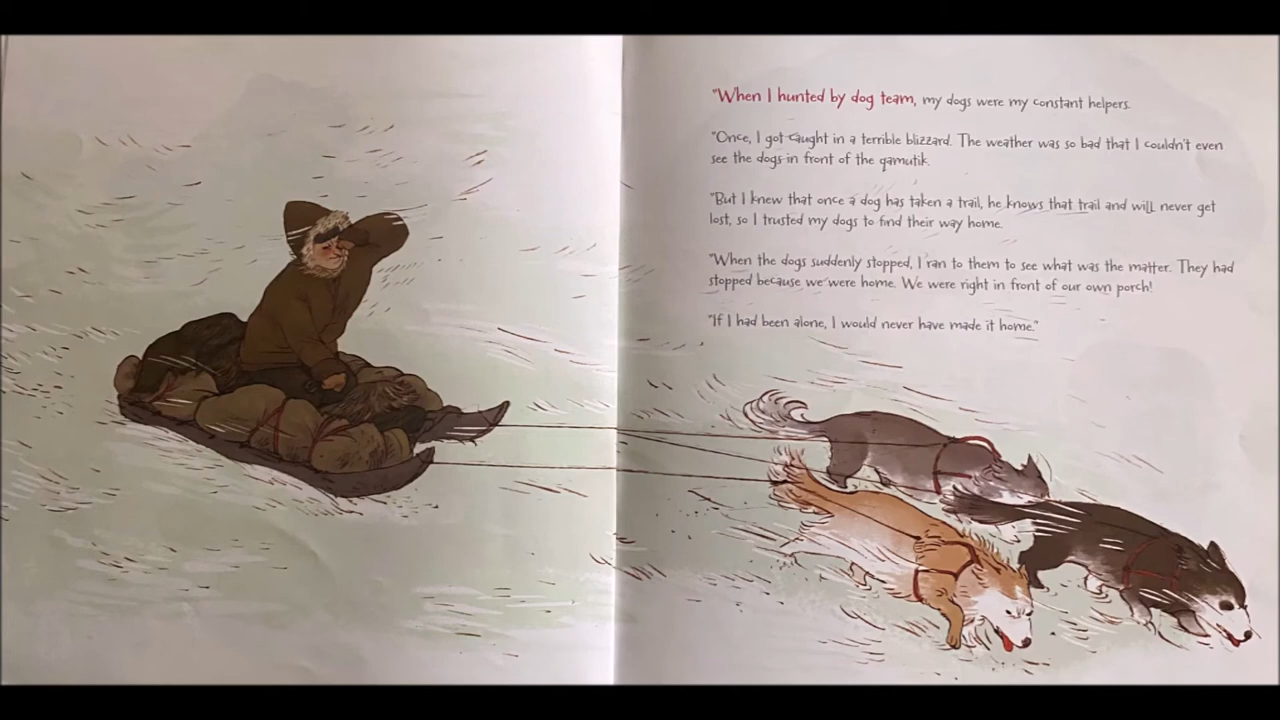 "When I hunted by dog team, my dogs were my constant helpers.
"Once, I got caught in a terrible blizzard. The weather was so bad that I couldn't even
see the dogs in front of the qamutik.
"But I knew that once a dog has taken a trail, he knows that trail and will never get
lost, so I trusted my dogs to find their way home.
"When the dogs suddenly stopped, I ran to them to see what was the matter. They had
stopped because we were home. We were right in front of our own porch!
"If I had been alone, I would never have made it home."